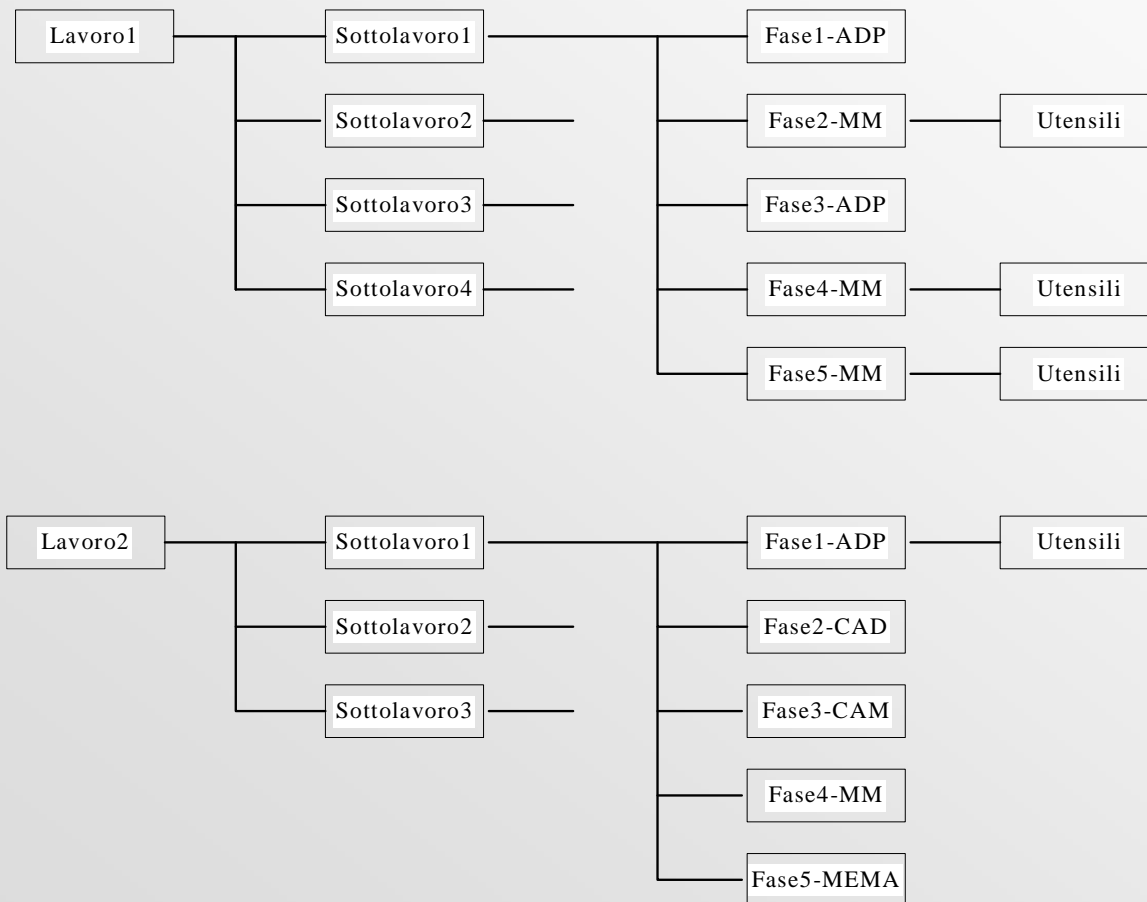 Lavoro1
Sottolavoro1
Fase1-ADP
Sottolavoro2
Fase2-MM
Utensili
Sottolavoro3
Fase3-ADP
Sottolavoro4
Fase4-MM
Utensili
Fase5-MM
Utensili
Lavoro2
Sottolavoro1
Fase1-ADP
Utensili
Sottolavoro2
Fase2-CAD
Sottolavoro3
Fase3-CAM
Fase4-MM
Fase5-MEMA